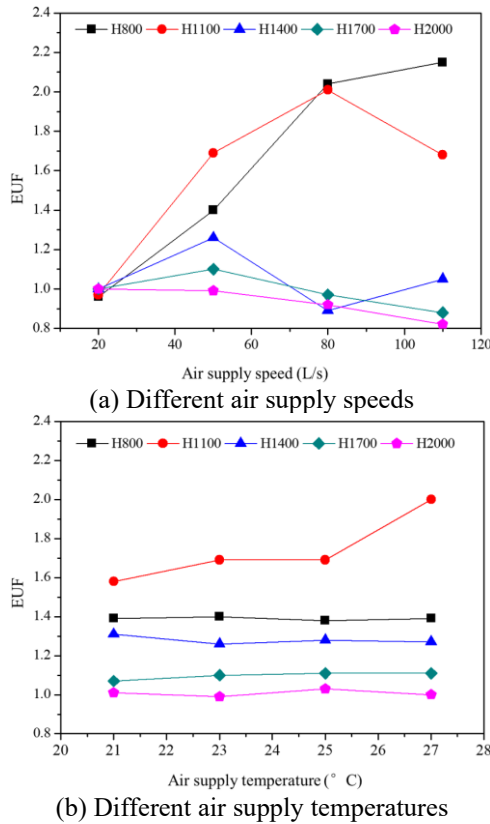 2.4
H800 H1100 H1400 H1700 H2000
2.2
2.0
1.8
1.6
EUF
1.4
1.2
1.0
0.8
20 40 60 80 100 120
Air supply speed (L/s)
(a) Different air supply speeds
2.4
H800 H1100 H1400 H1700 H2000
2.2
2.0
1.8
1.6
EUF
1.4
1.2
1.0
0.8
20 21 22 23 24 25 26 27 28
Air supply temperature (° C)
(b) Different air supply temperatures